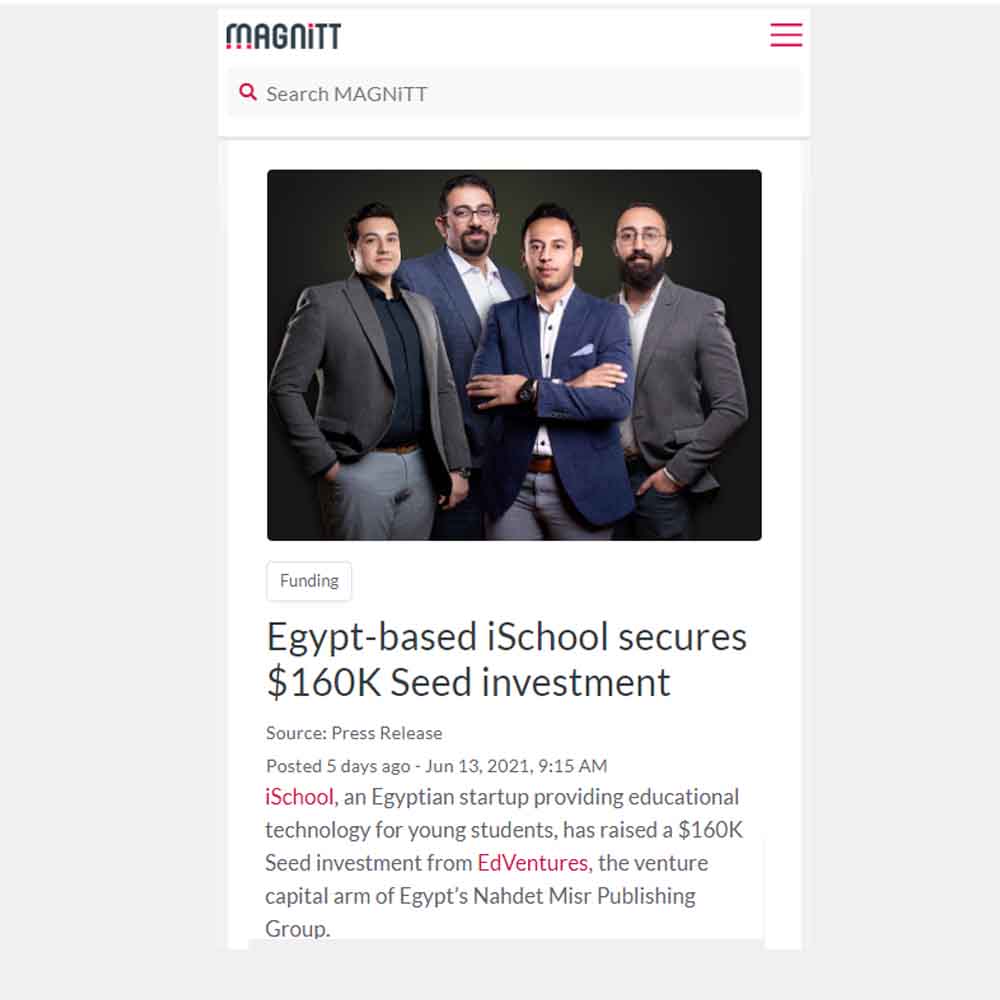 MAGNiTT
Search MAGNiTT
Funding
Egypt-based iSchool secures
$160K Seed investment
Source: Press Release
Posted 5 days ago - Jun 13, 2021, 9:15 AM
iSchool, an Egyptian startup providing educational
technology for young students, has raised a $160K
Seed investment from EdVentures, the venture
capital arm of Egypt’s Nahdet Misr Publishing
Group.